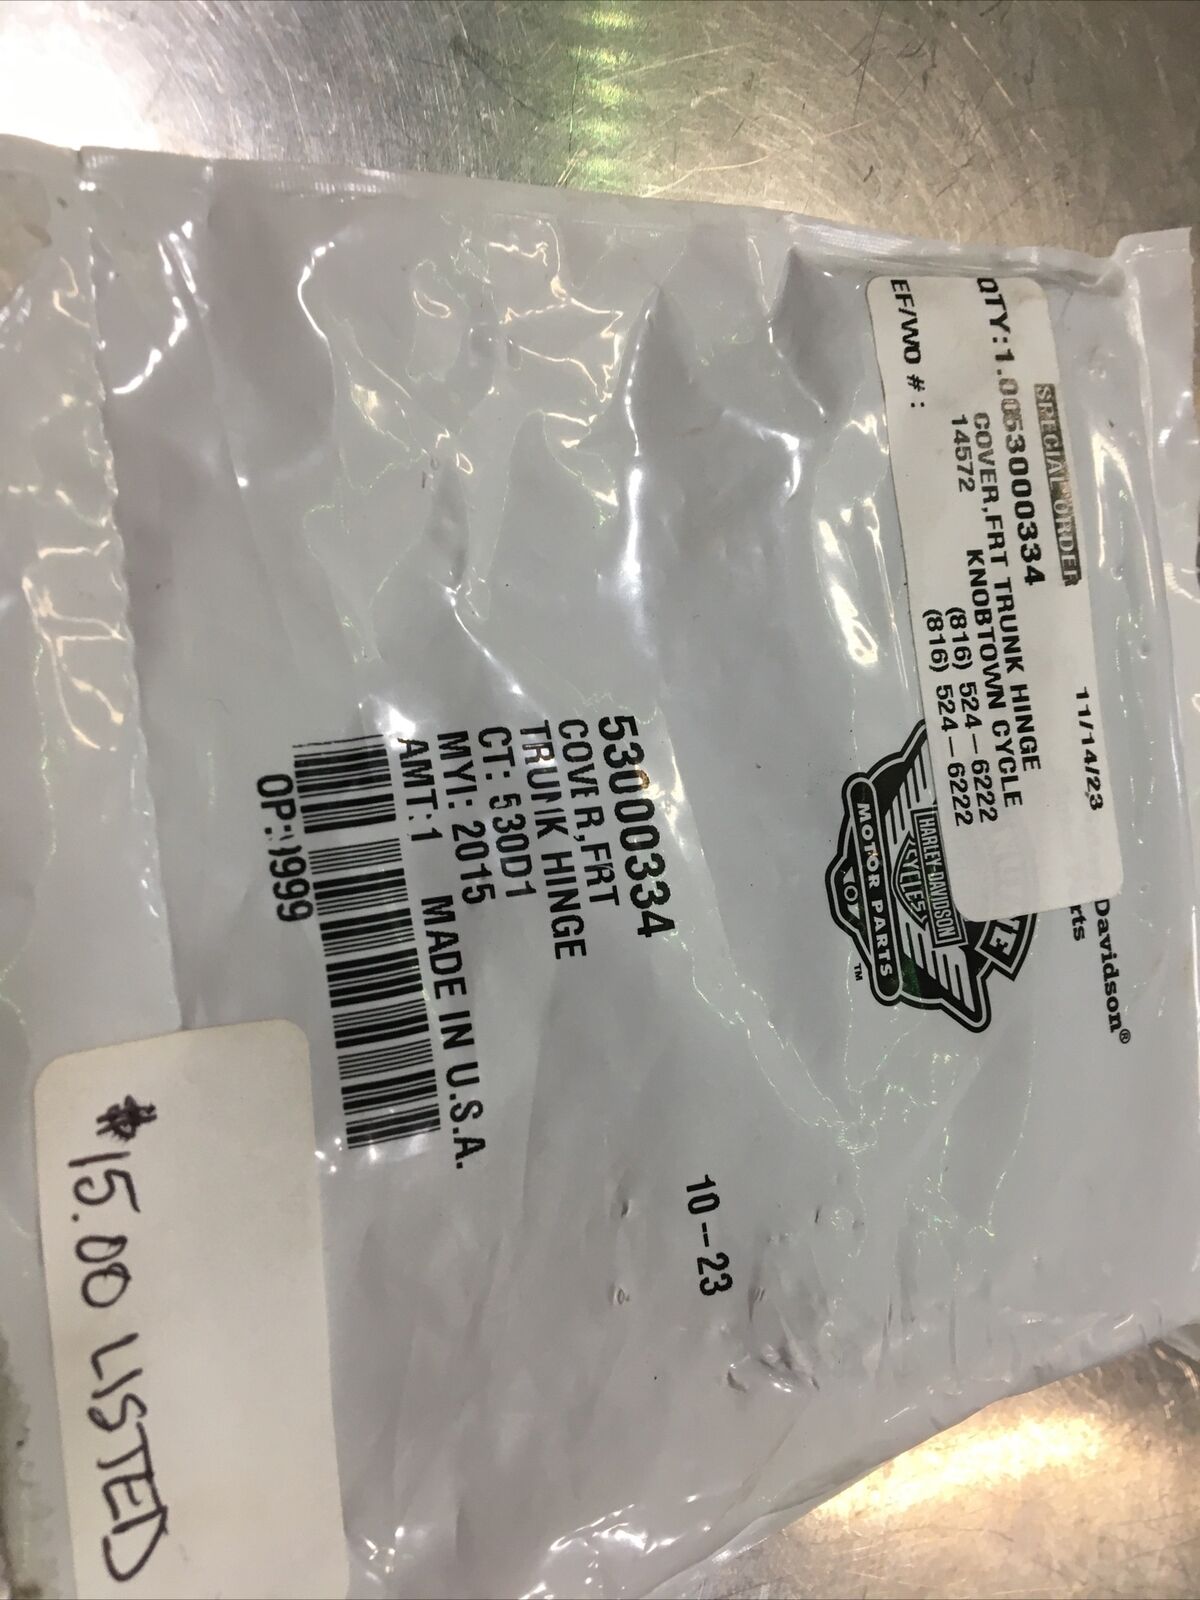 Davidson®
rts
SPECIAL ORDER 11/14/23
QTY:1.00 53000334
COVER,FRT TRUNK HINGE
14572 KNOBTOWN CYCLE
(816) 524-6222
(816) 524-6222
EF/WO # :
HARLEY-DAVIDSON
CYCLES
MOTOR PARTS
TM
10--23
53000334
COVER,FRT
TRUNK HINGE
CT: 530D1
MYI: 2015
AMT:1 MADE IN U.S.A.
OP: 1999
$15.00 LISTED